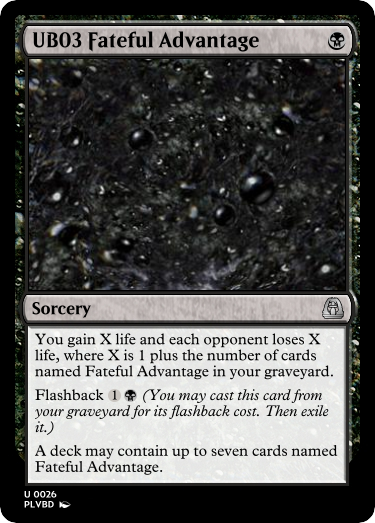 UB03 Fateful Advantage
Sorcery
You gain X life and each opponent loses X
life, where X is 1 plus the number of cards
named Fateful Advantage in your graveyard.
Flashback 1 (You may cast this card from
your graveyard for its flashback cost. Then exile
it.)
A deck may contain up to seven cards named
Fateful Advantage.
U 0026
PLVBD